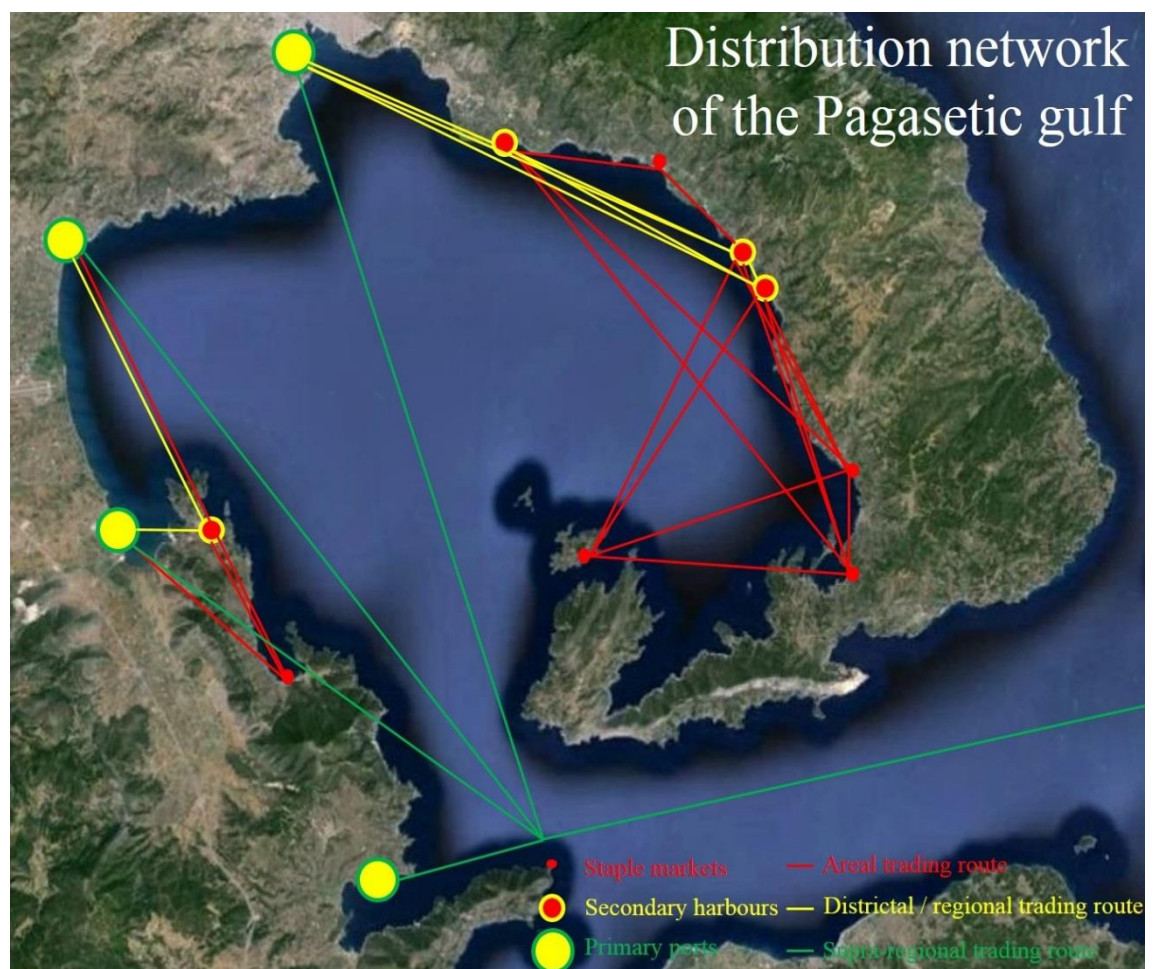 Distribution network
of the Pagasetic gulf
Staple markets — Areal trading route
Secondary harbours — Districtal / regional trading route
Primary ports — Supra-regional trading route